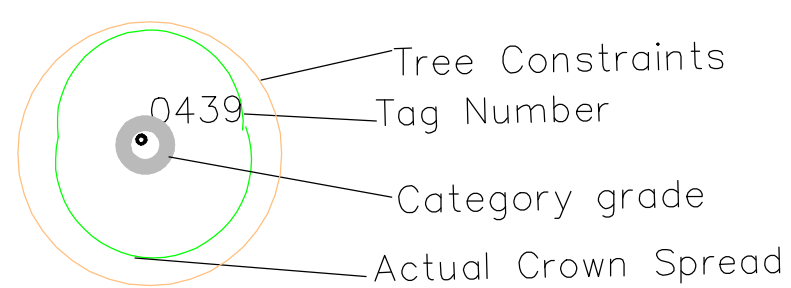 Tree Constraints
0439
Tag Number
Category grade
Actual Crown Spread